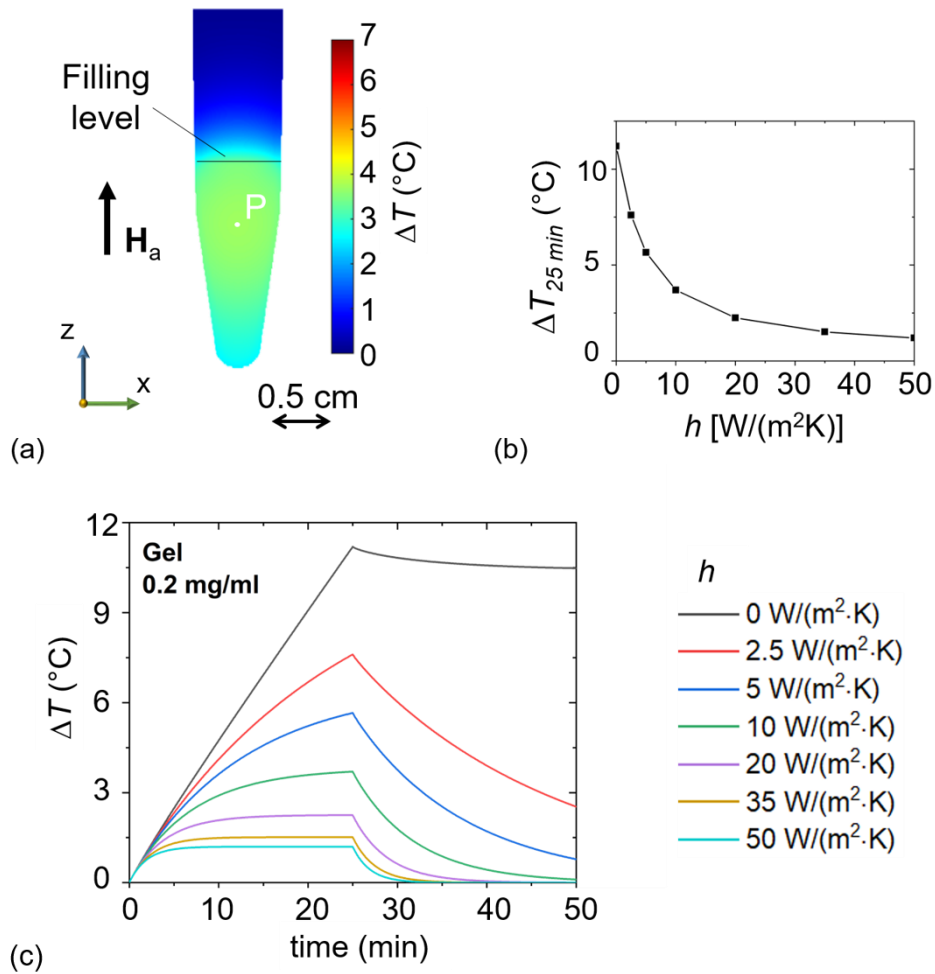 Filling
level
P
H_a
z
x
0.5 cm
7
6
5
4
3
2
1
0
ΔT (°C)
(a)
ΔT_25 min (°C)
10
5
0
0 10 20 30 40 50
h [W/(m²K)]
(b)
Gel
0.2 mg/ml
ΔT (°C)
12
9
6
3
0
0 10 20 30 40 50
time (min)
(c)
h
0 W/(m²·K)
2.5 W/(m²·K)
5 W/(m²·K)
10 W/(m²·K)
20 W/(m²·K)
35 W/(m²·K)
50 W/(m²·K)